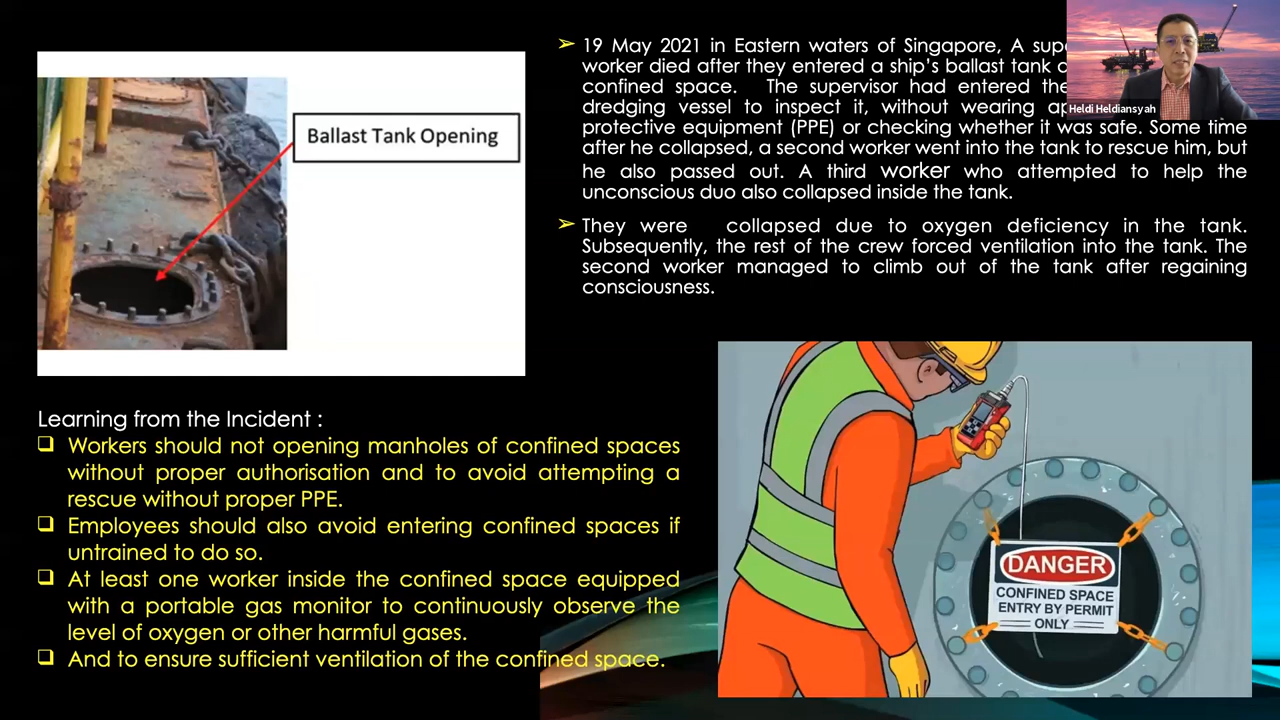 Ballast Tank Opening
➢ 19 May 2021 in Eastern waters of Singapore, A
worker died after they entered a ship's ballast tank
confined space. The supervisor had entered the
dredging vessel to inspect it, without wearing
protective equipment (PPE) or checking whether it was safe. Some time
after he collapsed, a second worker went into the tank to rescue him, but
he also passed out. A third worker who attempted to help the
unconscious duo also collapsed inside the tank.
➢ They were collapsed due to oxygen deficiency in the tank.
Subsequently, the rest of the crew forced ventilation into the tank. The
second worker managed to climb out of the tank after regaining
consciousness.
Heldi Heldiansyah
Learning from the Incident :
❑ Workers should not opening manholes of confined spaces
without proper authorisation and to avoid attempting a
rescue without proper PPE.
❑ Employees should also avoid entering confined spaces if
untrained to do so.
❑ At least one worker inside the confined space equipped
with a portable gas monitor to continuously observe the
level of oxygen or other harmful gases.
❑ And to ensure sufficient ventilation of the confined space.
DANGER
CONFINED SPACE
ENTRY BY PERMIT
ONLY